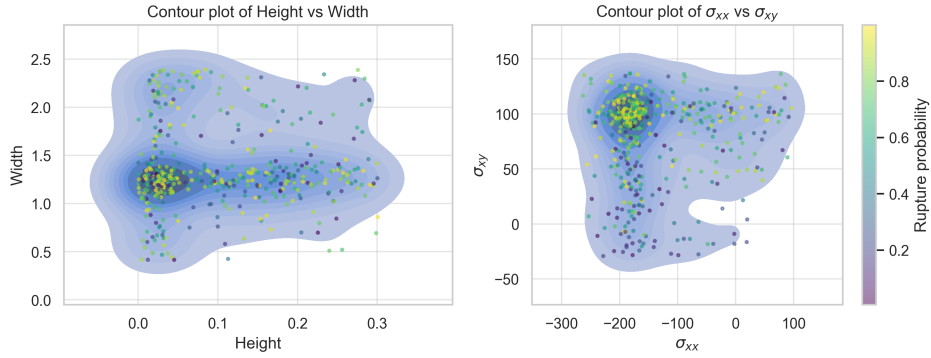 Contour plot of Height vs Width
Width
2.5
2.0
1.5
1.0
0.5
0.0
0.0 0.1 0.2 0.3
Height
Contour plot of σxx vs σxy
σxy
150
100
50
0
−50
−300 −200 −100 0 100
σxx
0.8
0.6
0.4
0.2
Rupture probability